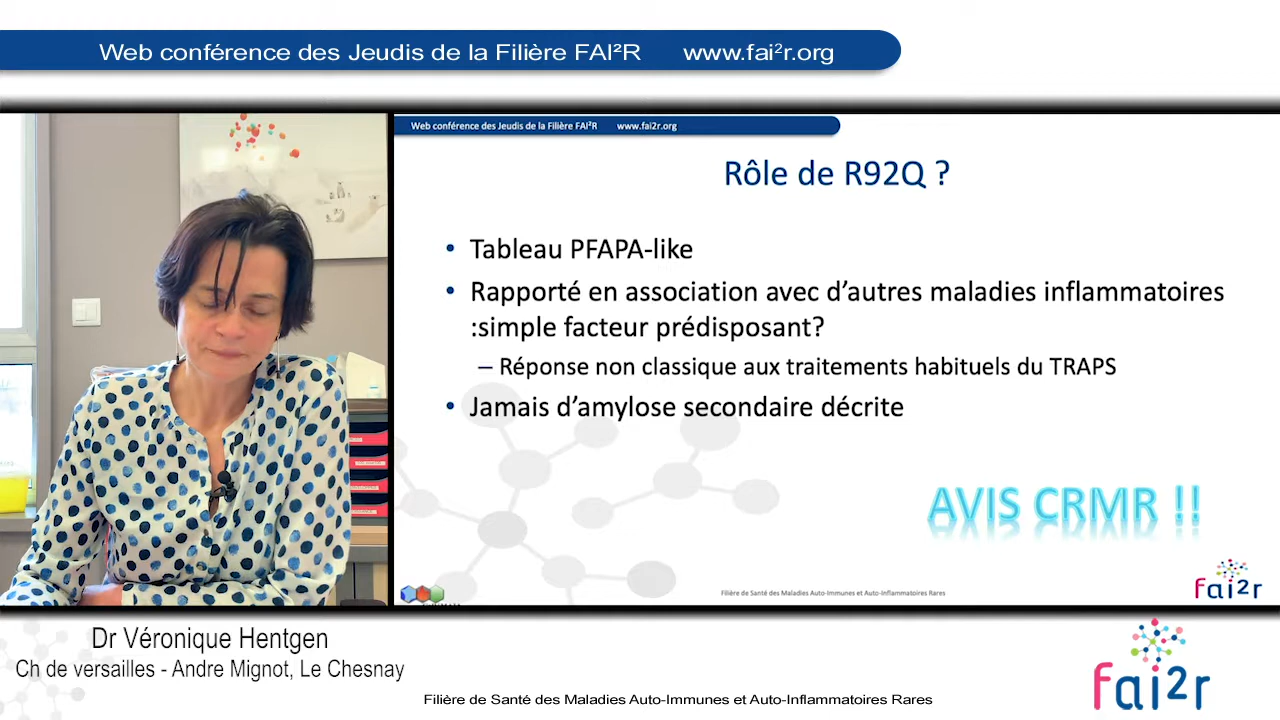 Web conférence des Jeudis de la Filière FAI²R www.fai²r.org
Web conférence des Jeudis de la Filière FAI²R www.fai2r.org
Rôle de R92Q ?
• Tableau PFAPA-like
• Rapporté en association avec d’autres maladies inflammatoires
:simple facteur prédisposant?
– Réponse non classique aux traitements habituels du TRAPS
• Jamais d’amylose secondaire décrite
AVIS CRMR !!
Filière de Santé des Maladies Auto-Immunes et Auto-Inflammatoires Rares
fai2r
Dr Véronique Hentgen
Ch de versailles - Andre Mignot, Le Chesnay
Filière de Santé des Maladies Auto-Immunes et Auto-Inflammatoires Rares
fai2r